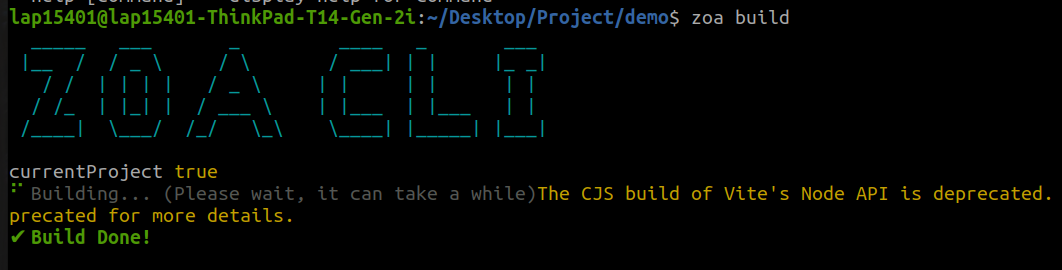 help [command]    display help for command
lap15401@lap15401-ThinkPad-T14-Gen-2i:~/Desktop/Project/demo$ zoa build
ZOA CLI
currentProject true
⠋ Building... (Please wait, it can take a while)The CJS build of Vite's Node API is deprecated.
precated for more details.
✔ Build Done!